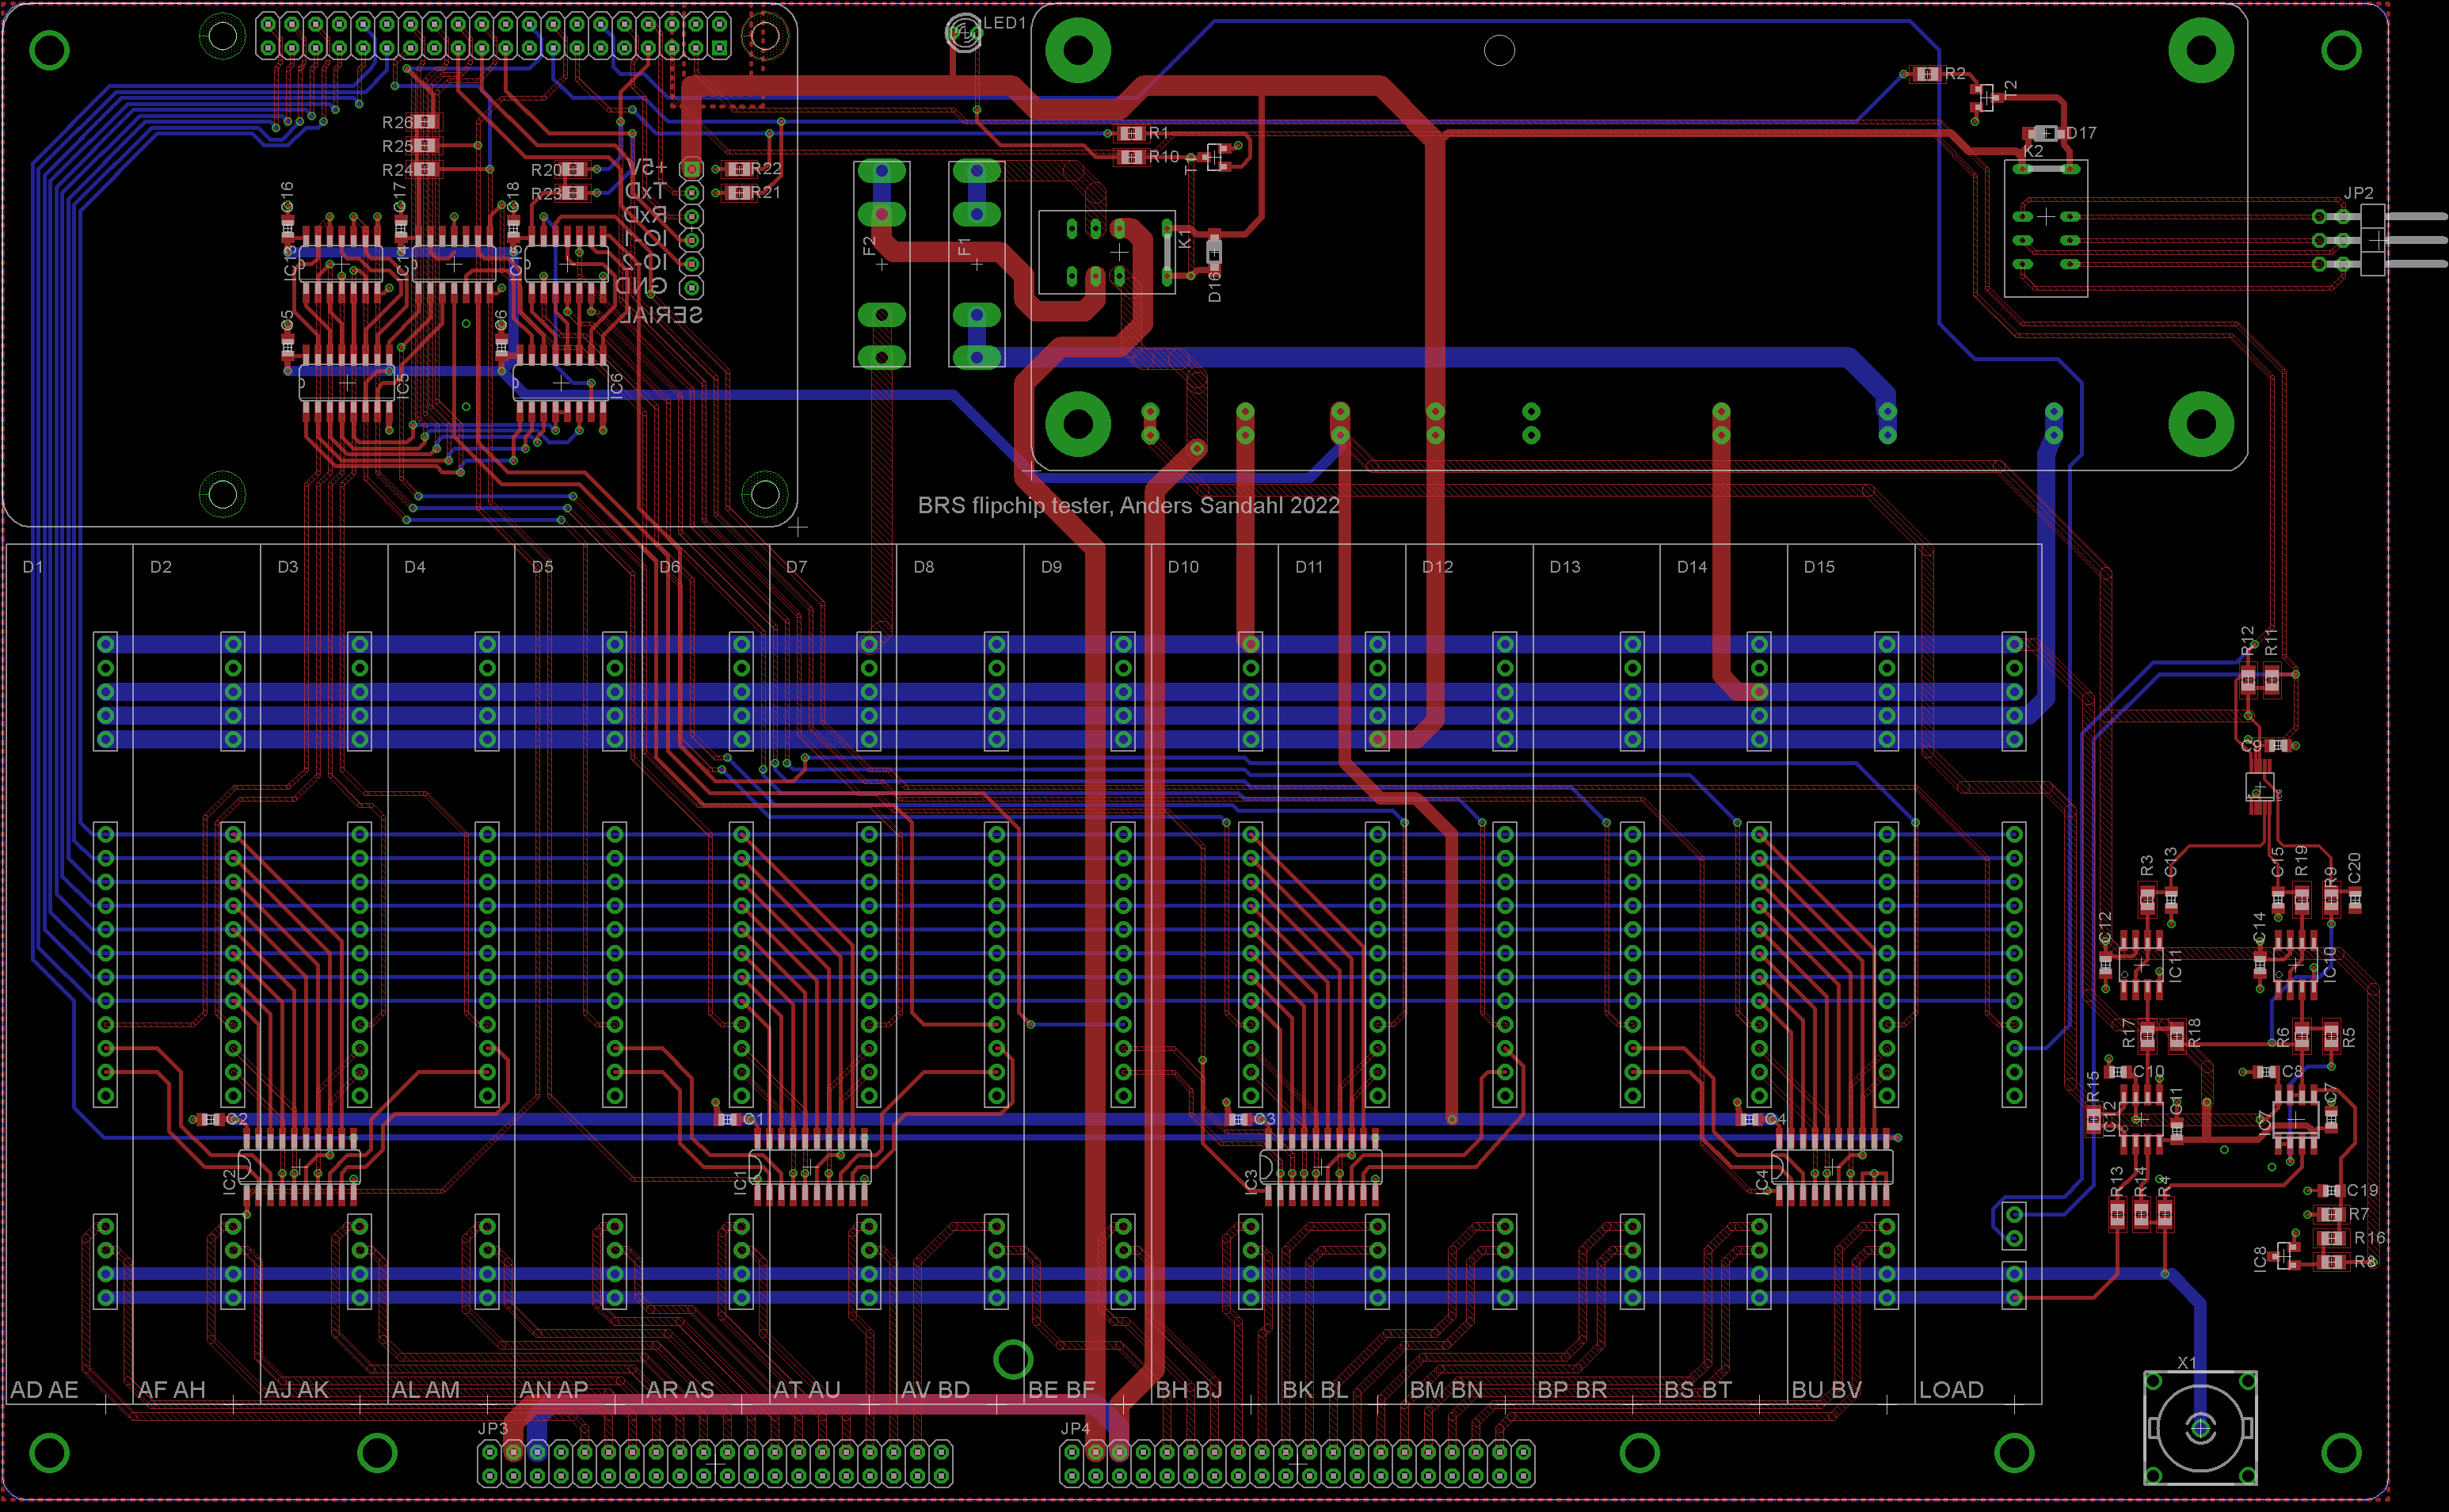 LED1
R2
T2
R26
R1
D17
R25
R10
K2
R24
R20
+5V
R22
T1
R23
TxD
R21
JP2
C16
C17
C18
RxD
IO-1
F2
F1
K1
IC13
IC14
IC15
IO-2
D16
GND
SERIAL
C5
C6
IC5
IC6
BRS flipchip tester, Anders Sandahl 2022
D1 D2 D3 D4 D5 D6 D7 D8 D9 D10 D11 D12 D13 D14 D15
R12 R11
C9
R3 C13 C15 R19 R9 C20
C12 C14
IC11 IC10
R17 R18 R6 R5
C10 C8
R15 IC12 C11 IC7 C7
C2 C1 C3 C4
IC2 IC1 IC3 IC4
R13 R14 R4
C19
R7
R16
IC8
R8
X1
AD AE AF AH AJ AK AL AM AN AP AR AS AT AU AV BD BE BF BH BJ BK BL BM BN BP BR BS BT BU BV LOAD
JP3 JP4